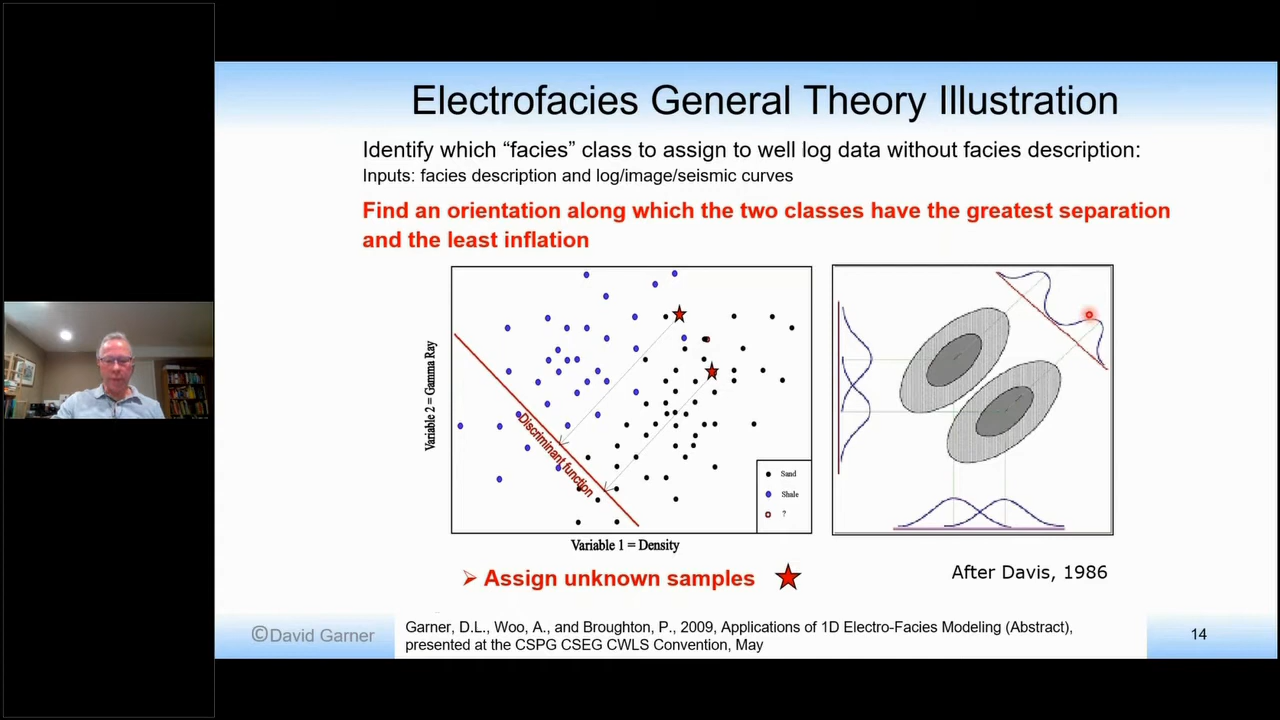 Electrofacies General Theory Illustration
Identify which “facies” class to assign to well log data without facies description:
Inputs: facies description and log/image/seismic curves
Find an orientation along which the two classes have the greatest separation
and the least inflation
Variable 2 = Gamma Ray
Discriminant function
Sand
Shale
?
Variable 1 = Density
➢ Assign unknown samples
After Davis, 1986
©David Garner
Garner, D.L., Woo, A., and Broughton, P., 2009, Applications of 1D Electro-Facies Modeling (Abstract),
presented at the CSPG CSEG CWLS Convention, May
14